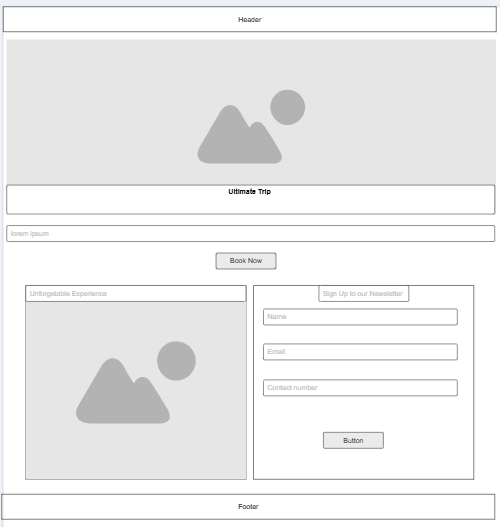 Header
Ultimate Trip
lorem ipsum
Book Now
Unforgetable Experience
Sign Up to our Newsletter
Name
Email
Contact number
Button
Footer